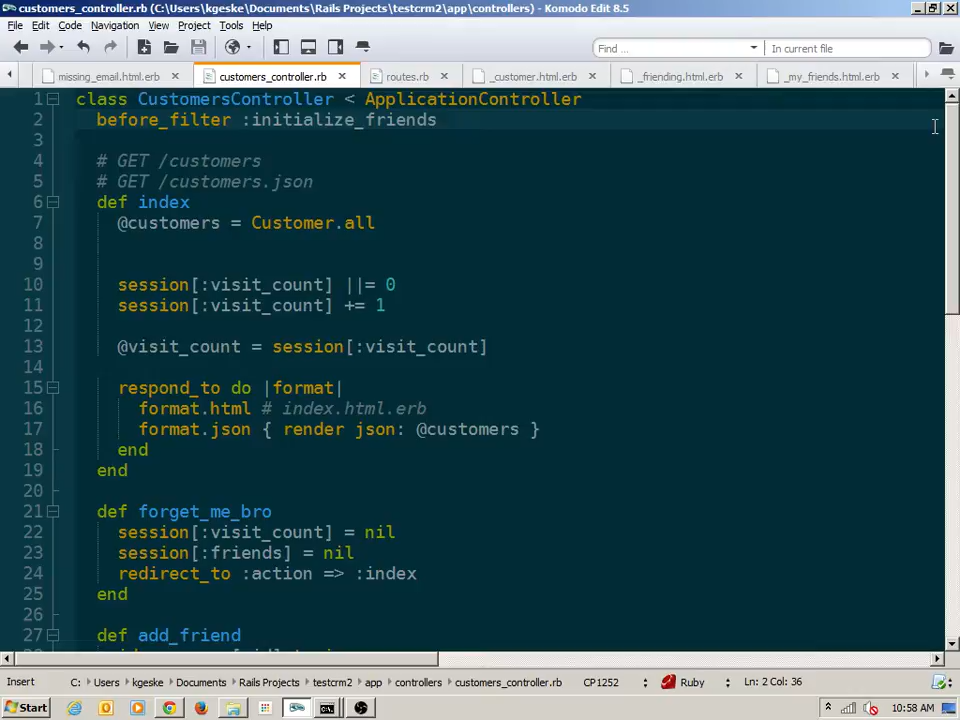 customers_controller.rb (C:\Users\kgeske\Documents\Rails Projects\testcrm2\app\controllers) - Komodo Edit 8.5
File Edit Code Navigation View Project Tools Help
Find... In current file
missing_email.html.erb customers_controller.rb routes.rb _customer.html.erb _friending.html.erb _my_friends.html.erb
1 class CustomersController < ApplicationController
2 before_filter :initialize_friends
3
4 # GET /customers
5 # GET /customers.json
6 def index
7 @customers = Customer.all
8
9
10 session[:visit_count] ||= 0
11 session[:visit_count] += 1
12
13 @visit_count = session[:visit_count]
14
15 respond_to do |format|
16 format.html # index.html.erb
17 format.json { render json: @customers }
18 end
19 end
20
21 def forget_me_bro
22 session[:visit_count] = nil
23 session[:friends] = nil
24 redirect_to :action => :index
25 end
26
27 def add_friend
Insert C: Users kgeske Documents Rails Projects testcrm2 app controllers customers_controller.rb CP1252 Ruby Ln: 2 Col: 36
Start 10:58 AM